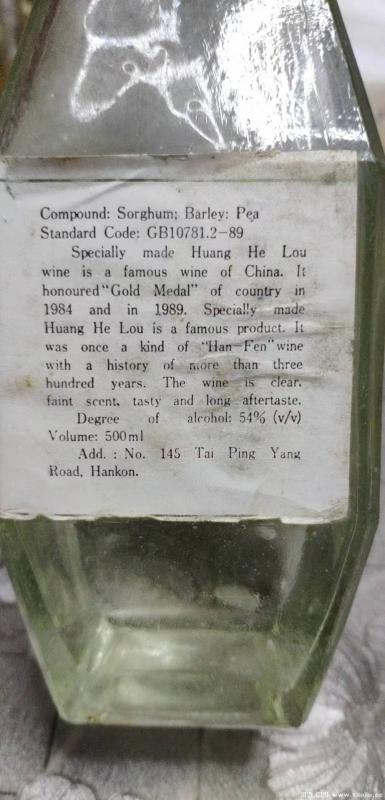 Compound: Sorghum; Barley: Pea
Standard Code: GB10781.2-89
Specially made Huang He Lou
wine is a famous wine of China. It
honoured "Gold Medal" of country in
1984 and in 1989. Specially made
Huang He Lou is a famous product. It
was once a kind of "Han-Fen" wine
with a history of more than three
hundred years. The wine is clear.
faint scent, tasty and long aftertaste.
Degree of alcohol: 54% (v/v)
Volume: 500ml
Add. : No. 145 Tai Ping Yang
Road, Hankon.